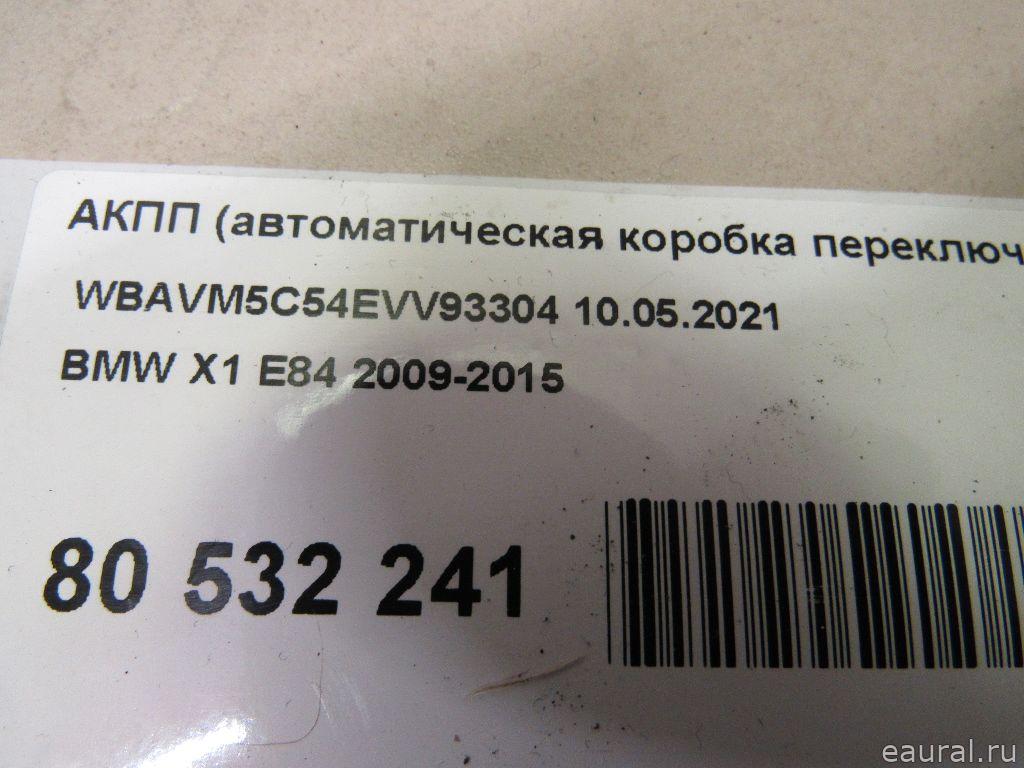 АКПП (автоматическая коробка переключ
WBAVM5C54EVV93304 10.05.2021
BMW X1 E84 2009-2015
80 532 241
eaural.ru